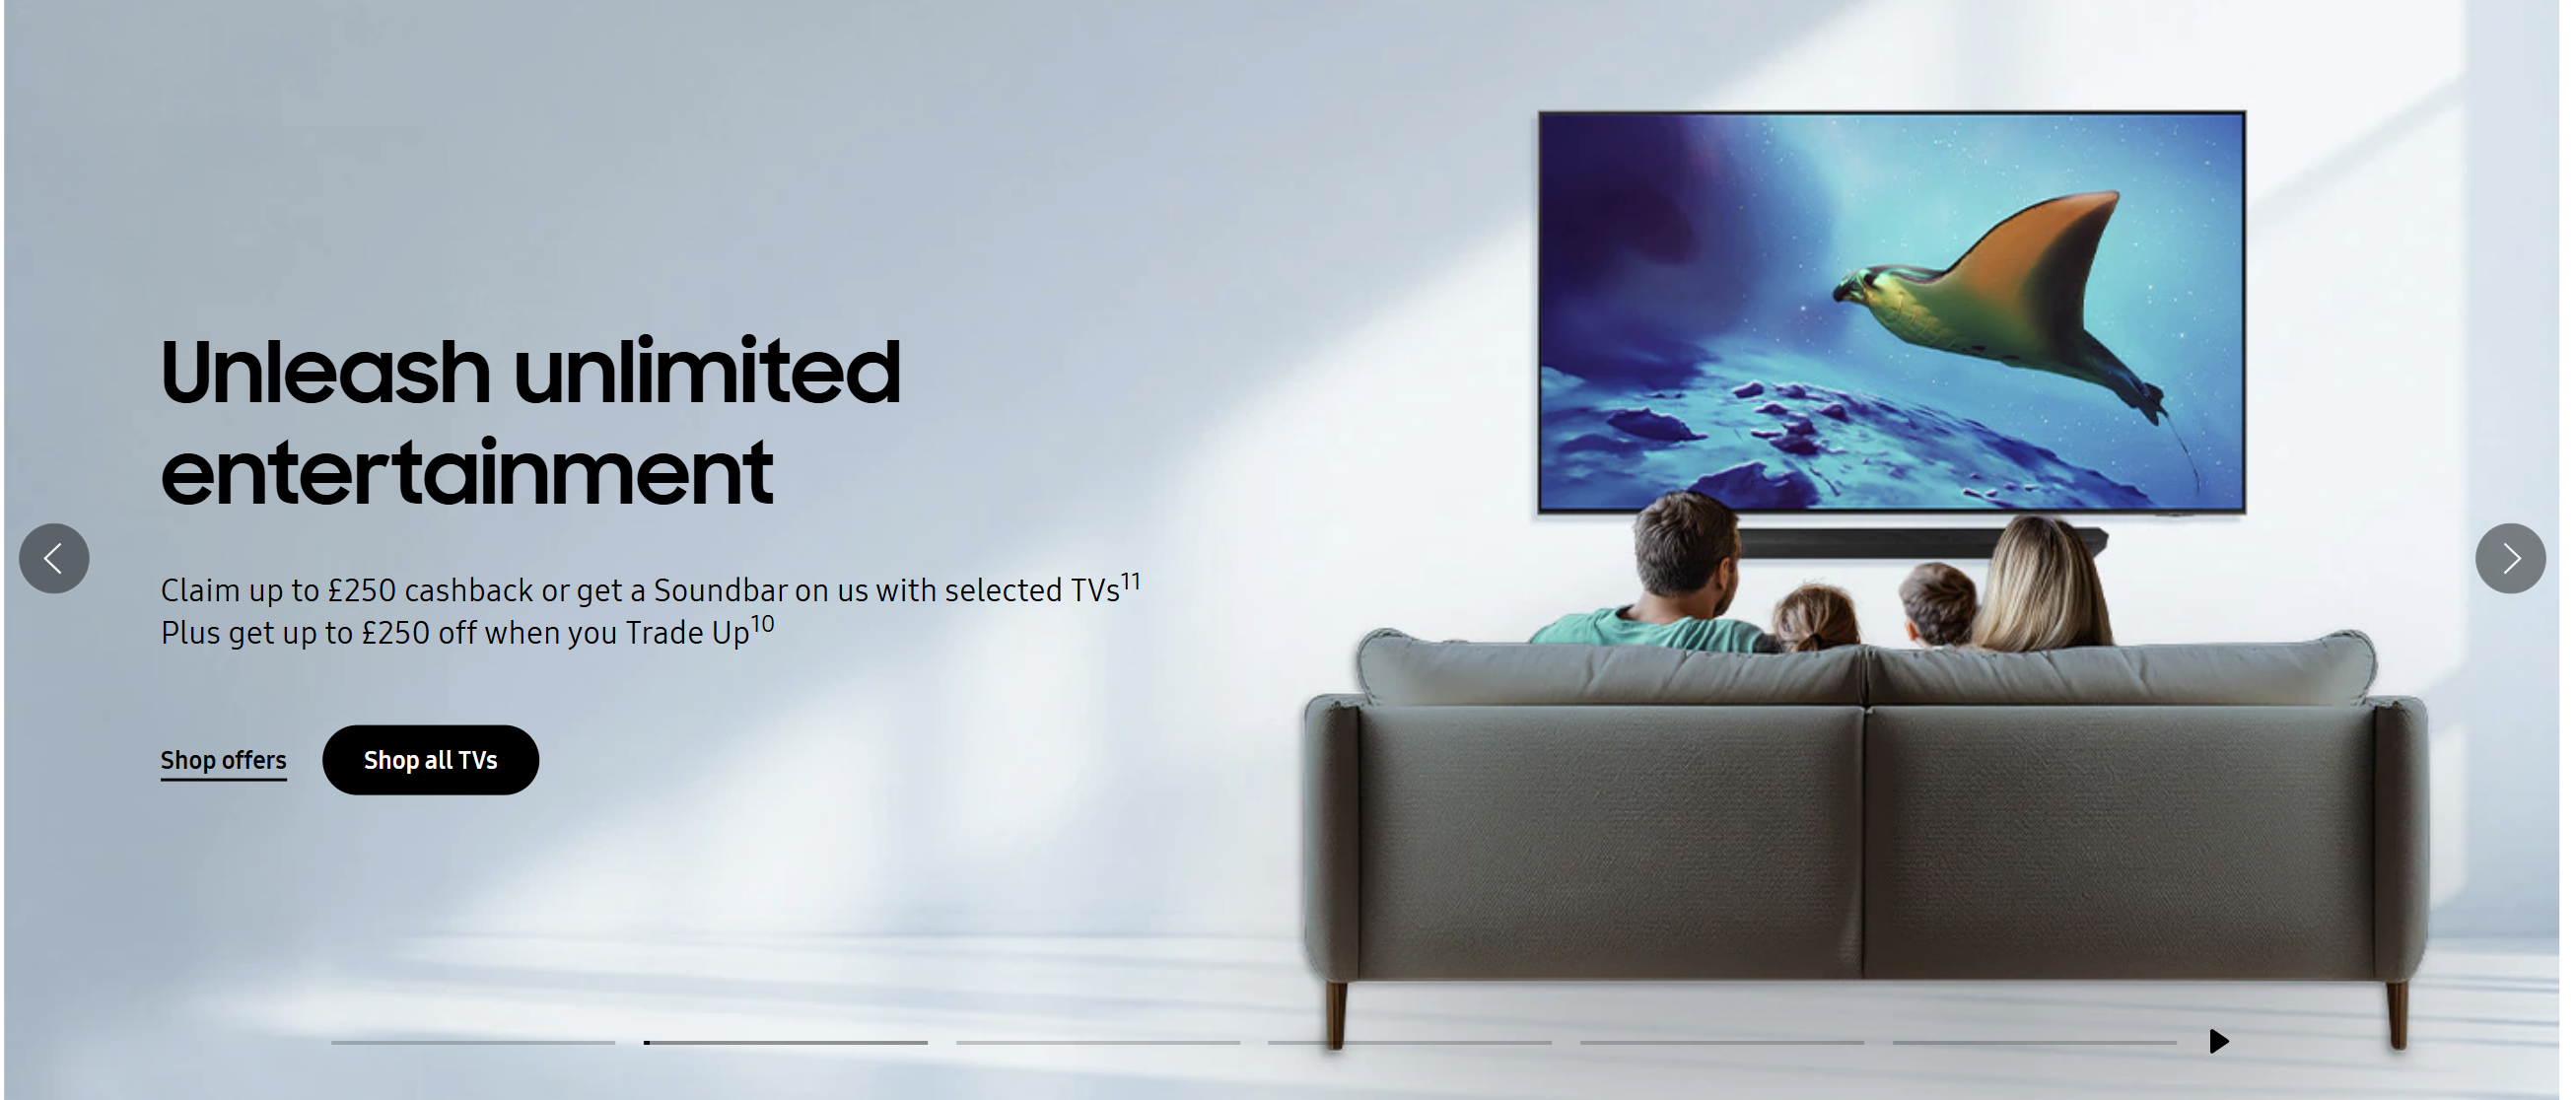 Unleash unlimited
entertainment
Claim up to £250 cashback or get a Soundbar on us with selected TVs¹¹
Plus get up to £250 off when you Trade Up¹⁰
Shop offers
Shop all TVs